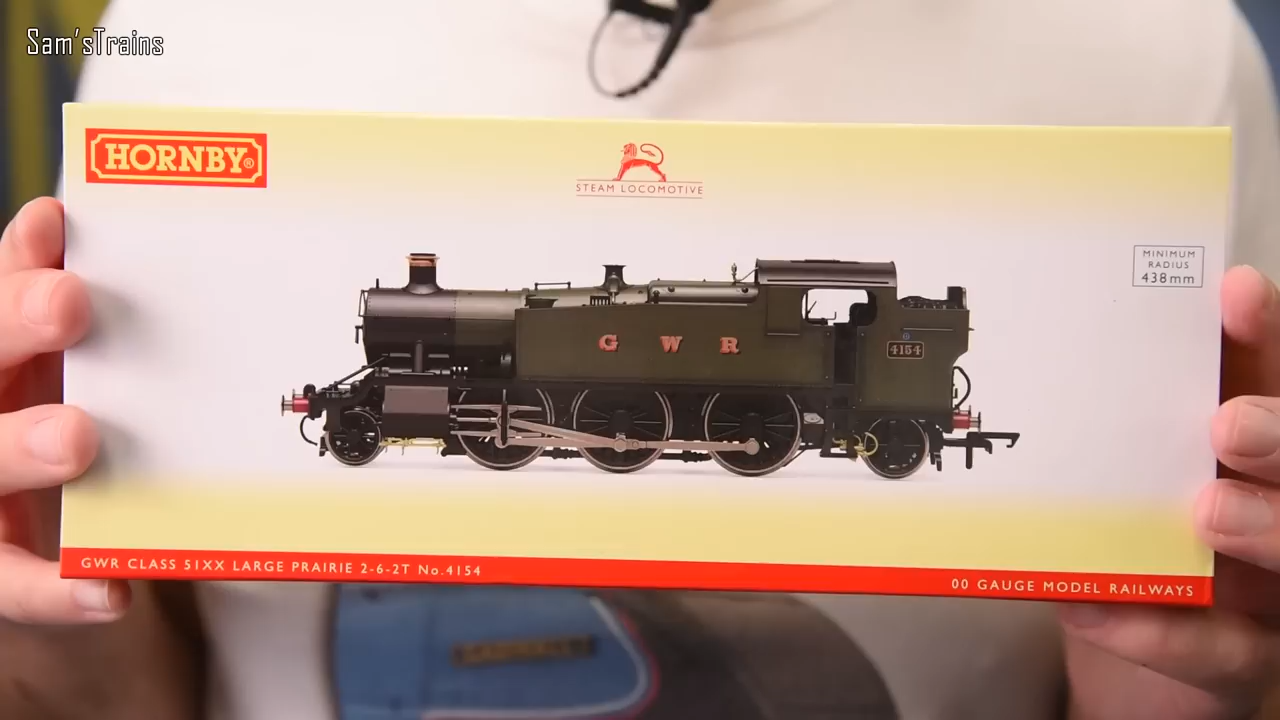 Sam'sTrains
HORNBY®
STEAM LOCOMOTIVE
MINIMUM
RADIUS
438mm
G W R
4154
GWR CLASS 51XX LARGE PRAIRIE 2-6-2T No.4154
00 GAUGE MODEL RAILWAYS